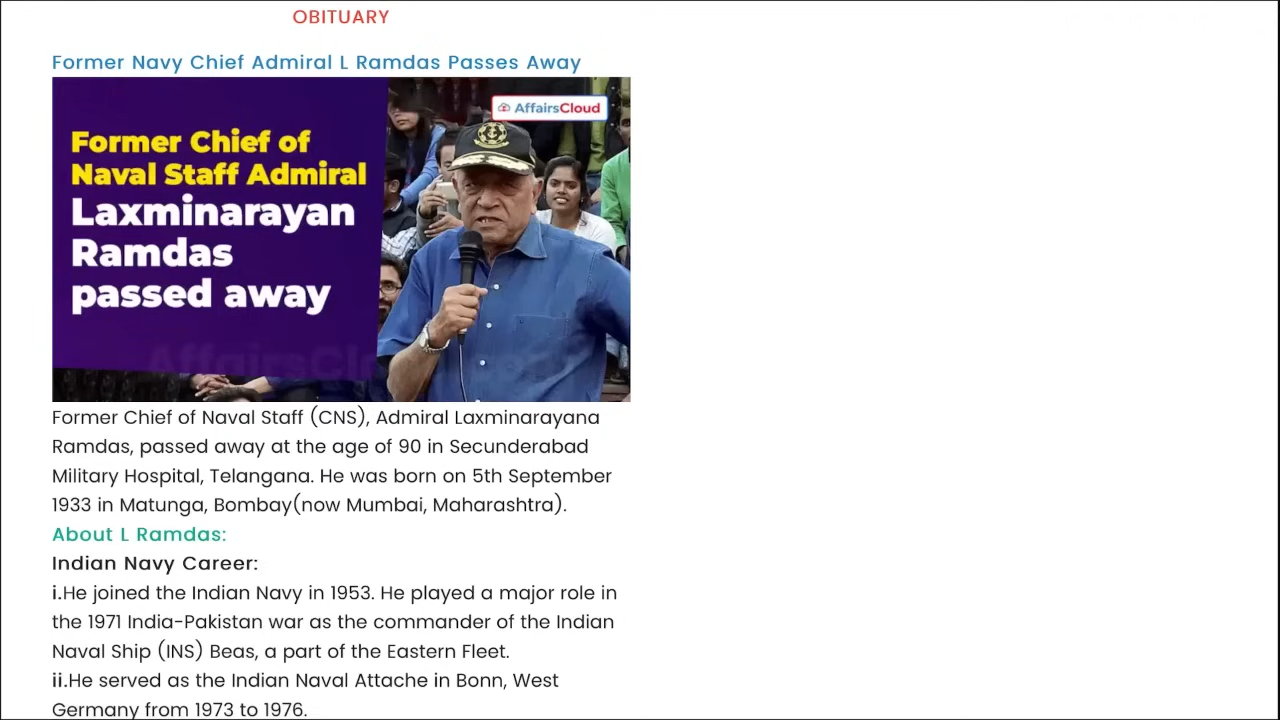 OBITUARY
Former Navy Chief Admiral L Ramdas Passes Away
AffairsCloud
Former Chief of
Naval Staff Admiral
Laxminarayan
Ramdas
passed away
AffairsCl
Former Chief of Naval Staff (CNS), Admiral Laxminarayana
Ramdas, passed away at the age of 90 in Secunderabad
Military Hospital, Telangana. He was born on 5th September
1933 in Matunga, Bombay(now Mumbai, Maharashtra).
About L Ramdas:
Indian Navy Career:
i.He joined the Indian Navy in 1953. He played a major role in
the 1971 India-Pakistan war as the commander of the Indian
Naval Ship (INS) Beas, a part of the Eastern Fleet.
ii.He served as the Indian Naval Attache in Bonn, West
Germany from 1973 to 1976.